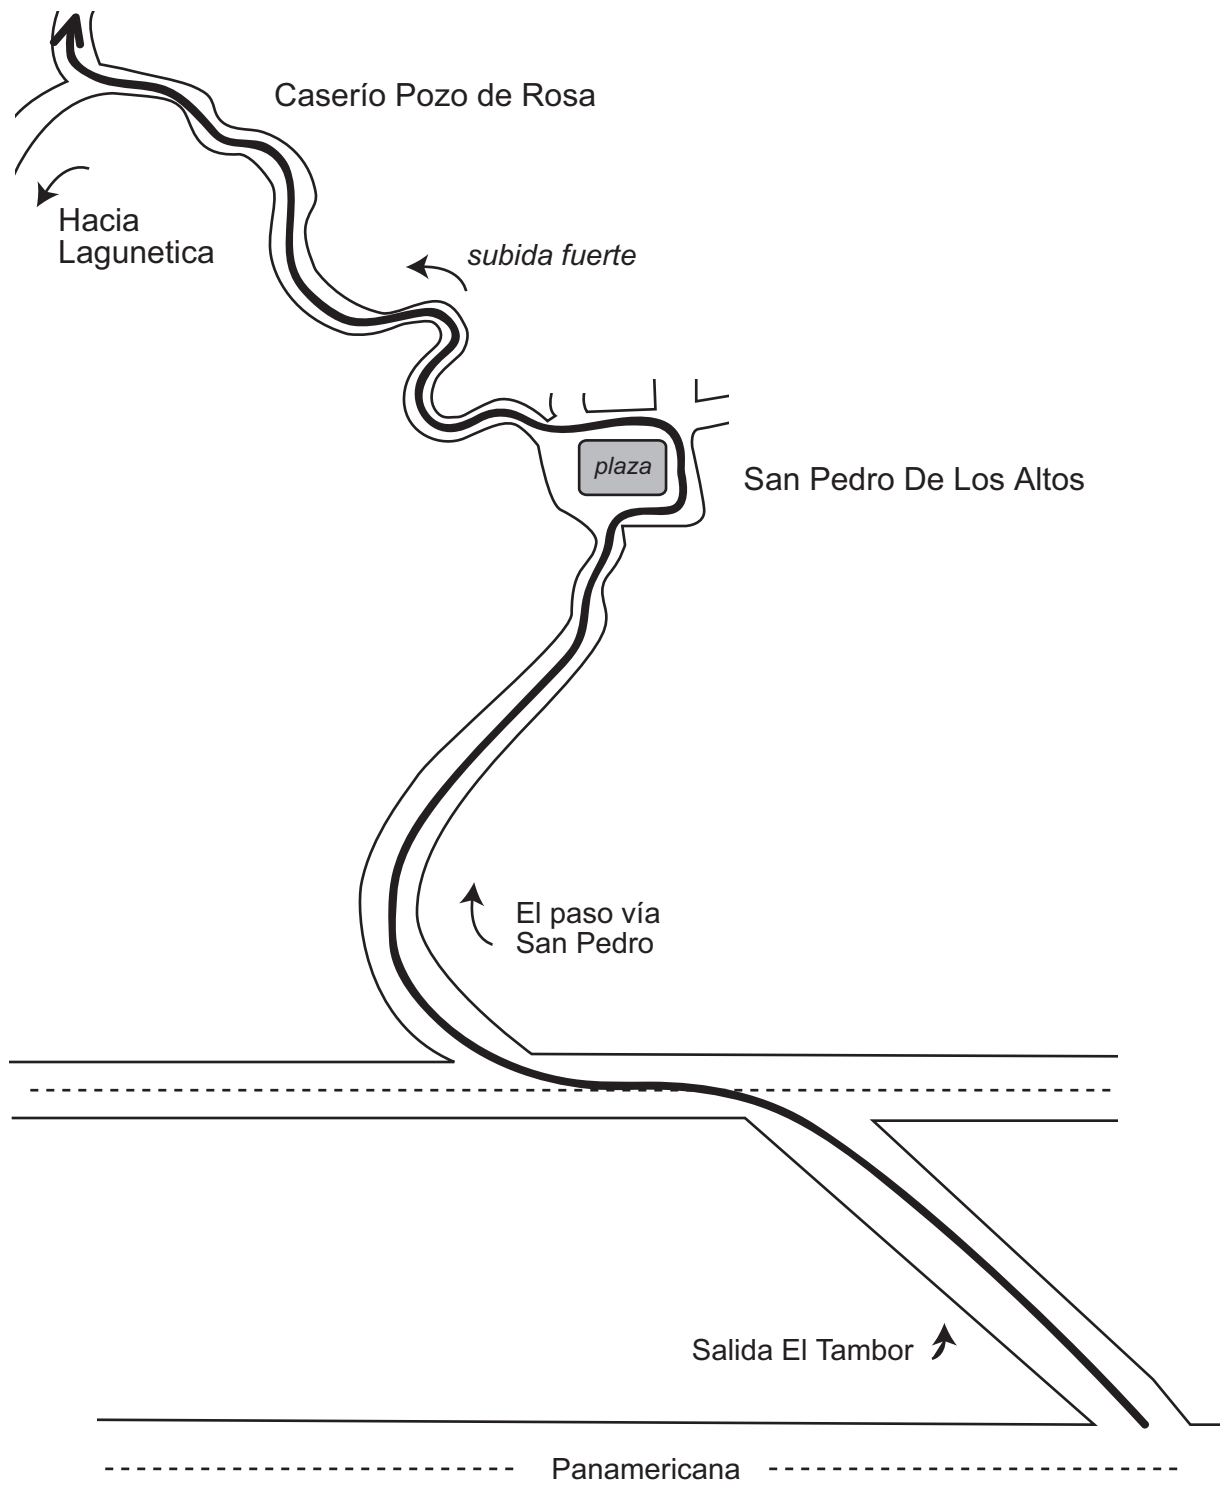 Caserío Pozo de Rosa
Hacia
Lagunetica
subida fuerte
plaza
San Pedro De Los Altos
El paso vía
San Pedro
Salida El Tambor
Panamericana